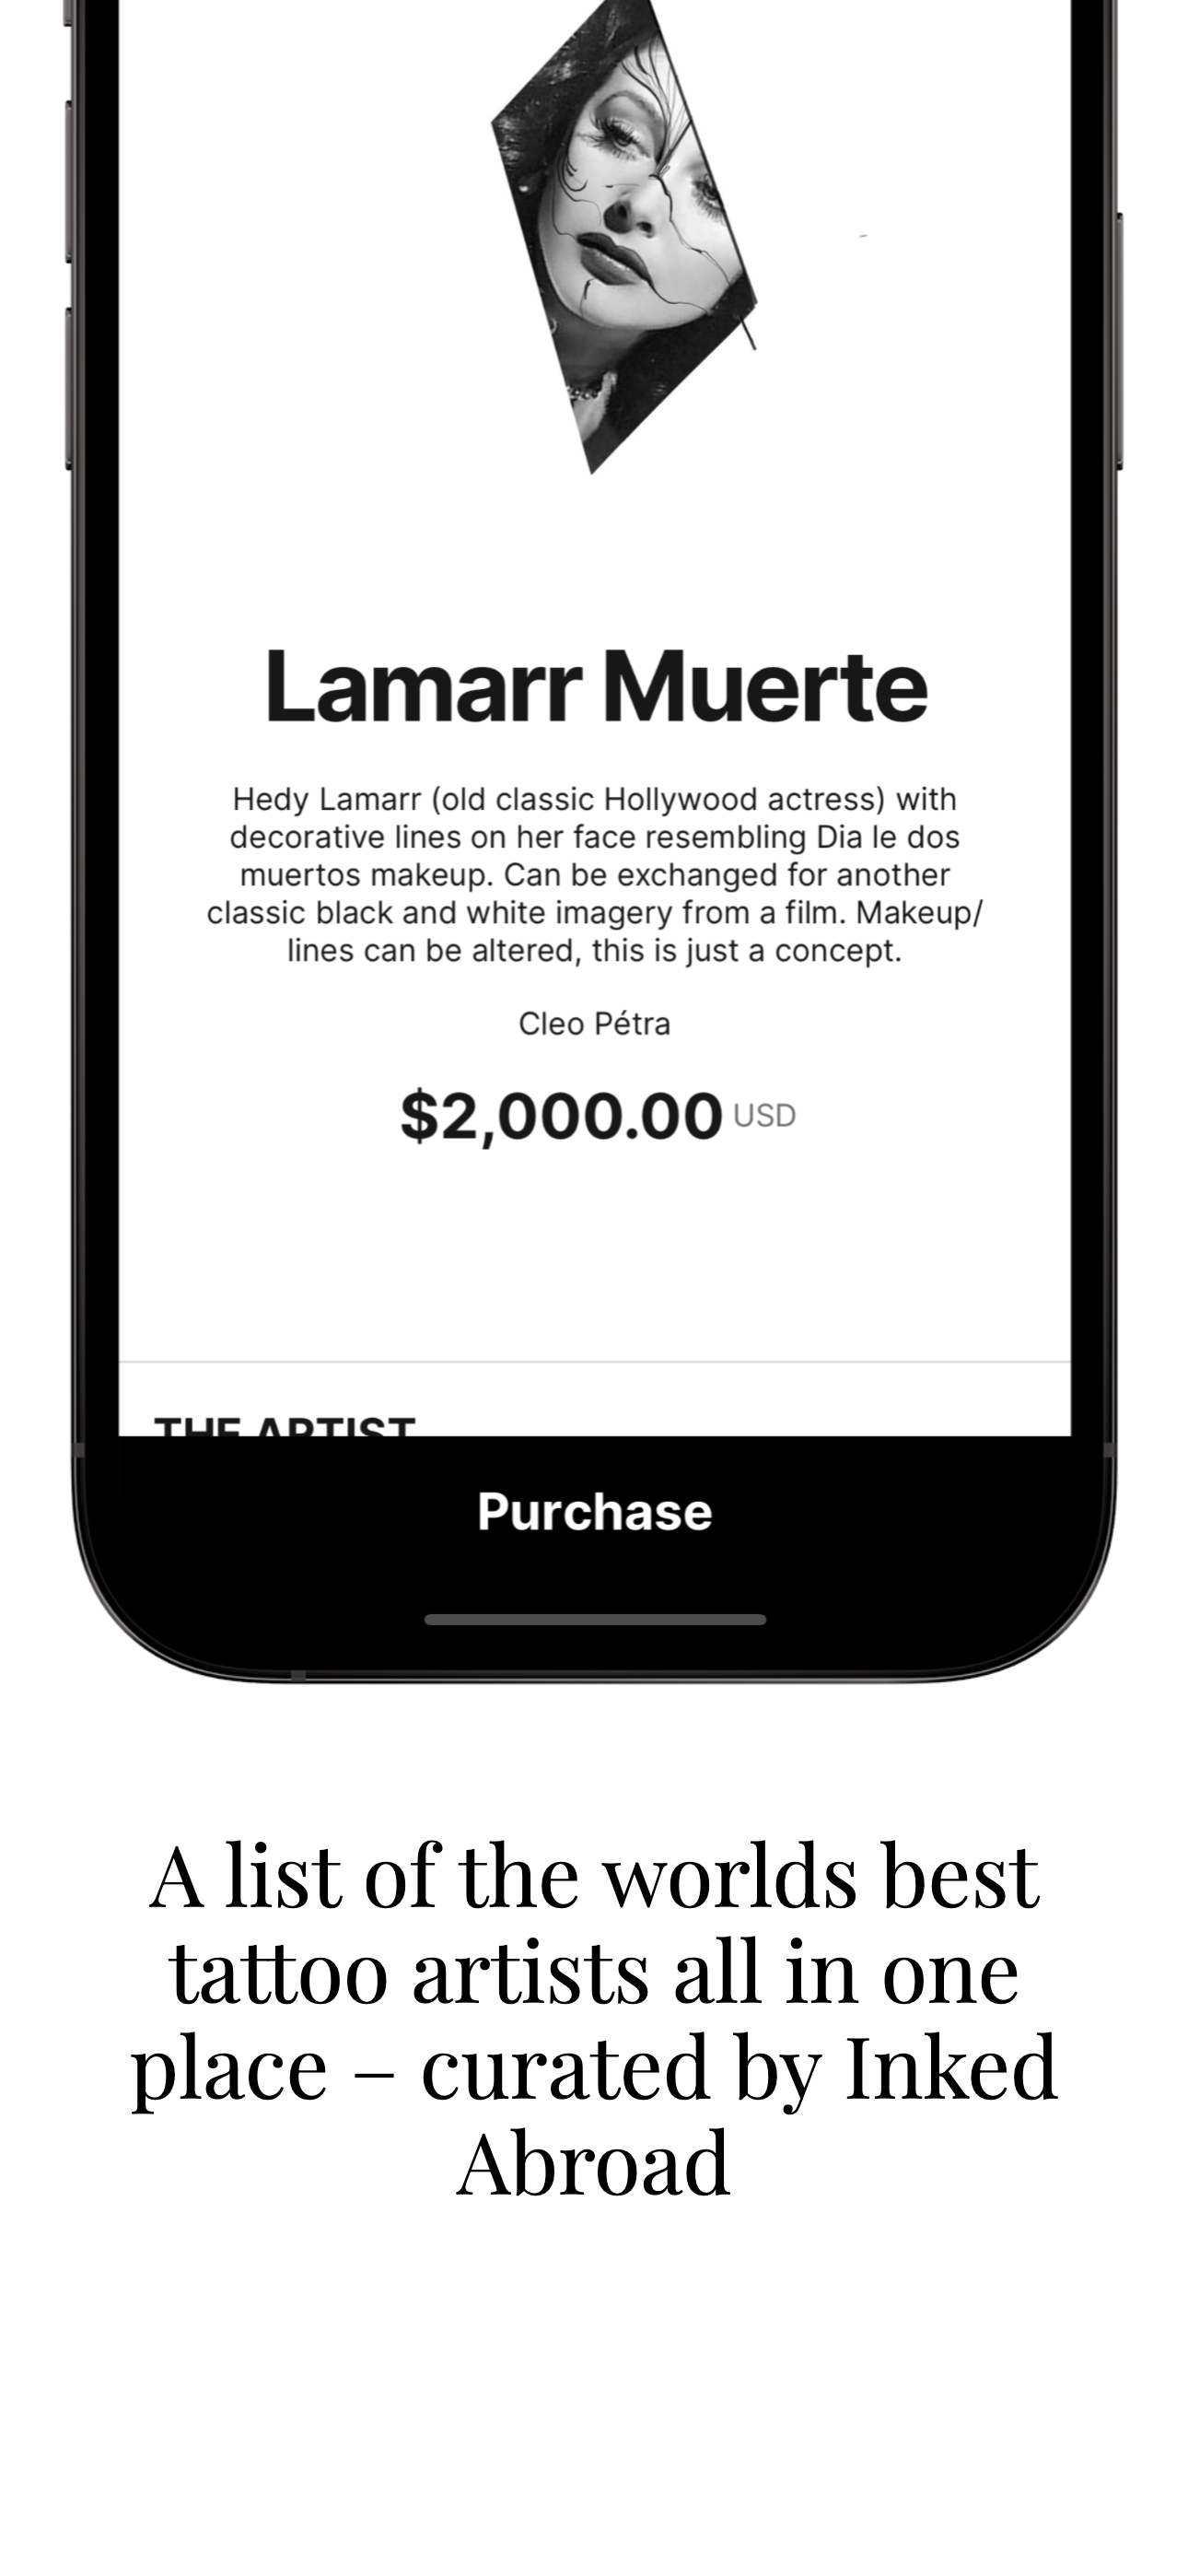 Lamarr Muerte
Hedy Lamarr (old classic Hollywood actress) with
decorative lines on her face resembling Dia le dos
muertos makeup. Can be exchanged for another
classic black and white imagery from a film. Makeup/
lines can be altered, this is just a concept.
Cleo Pétra
$2,000.00 USD
THE ARTIST
Purchase
A list of the worlds best
tattoo artists all in one
place – curated by Inked
Abroad